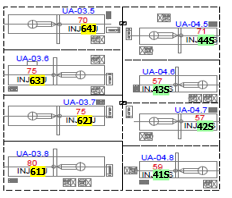 UA-03.5
70
INJ64J
UA-03.6
75
INJ63J
UA-03.7
75
INJ62J
UA-03.8
80
INJ61J
UA-04.5
71
INJ44S
UA-04.6
57
INJ43S
UA-04.7
57
INJ42S
UA-04.8
59
INJ41S